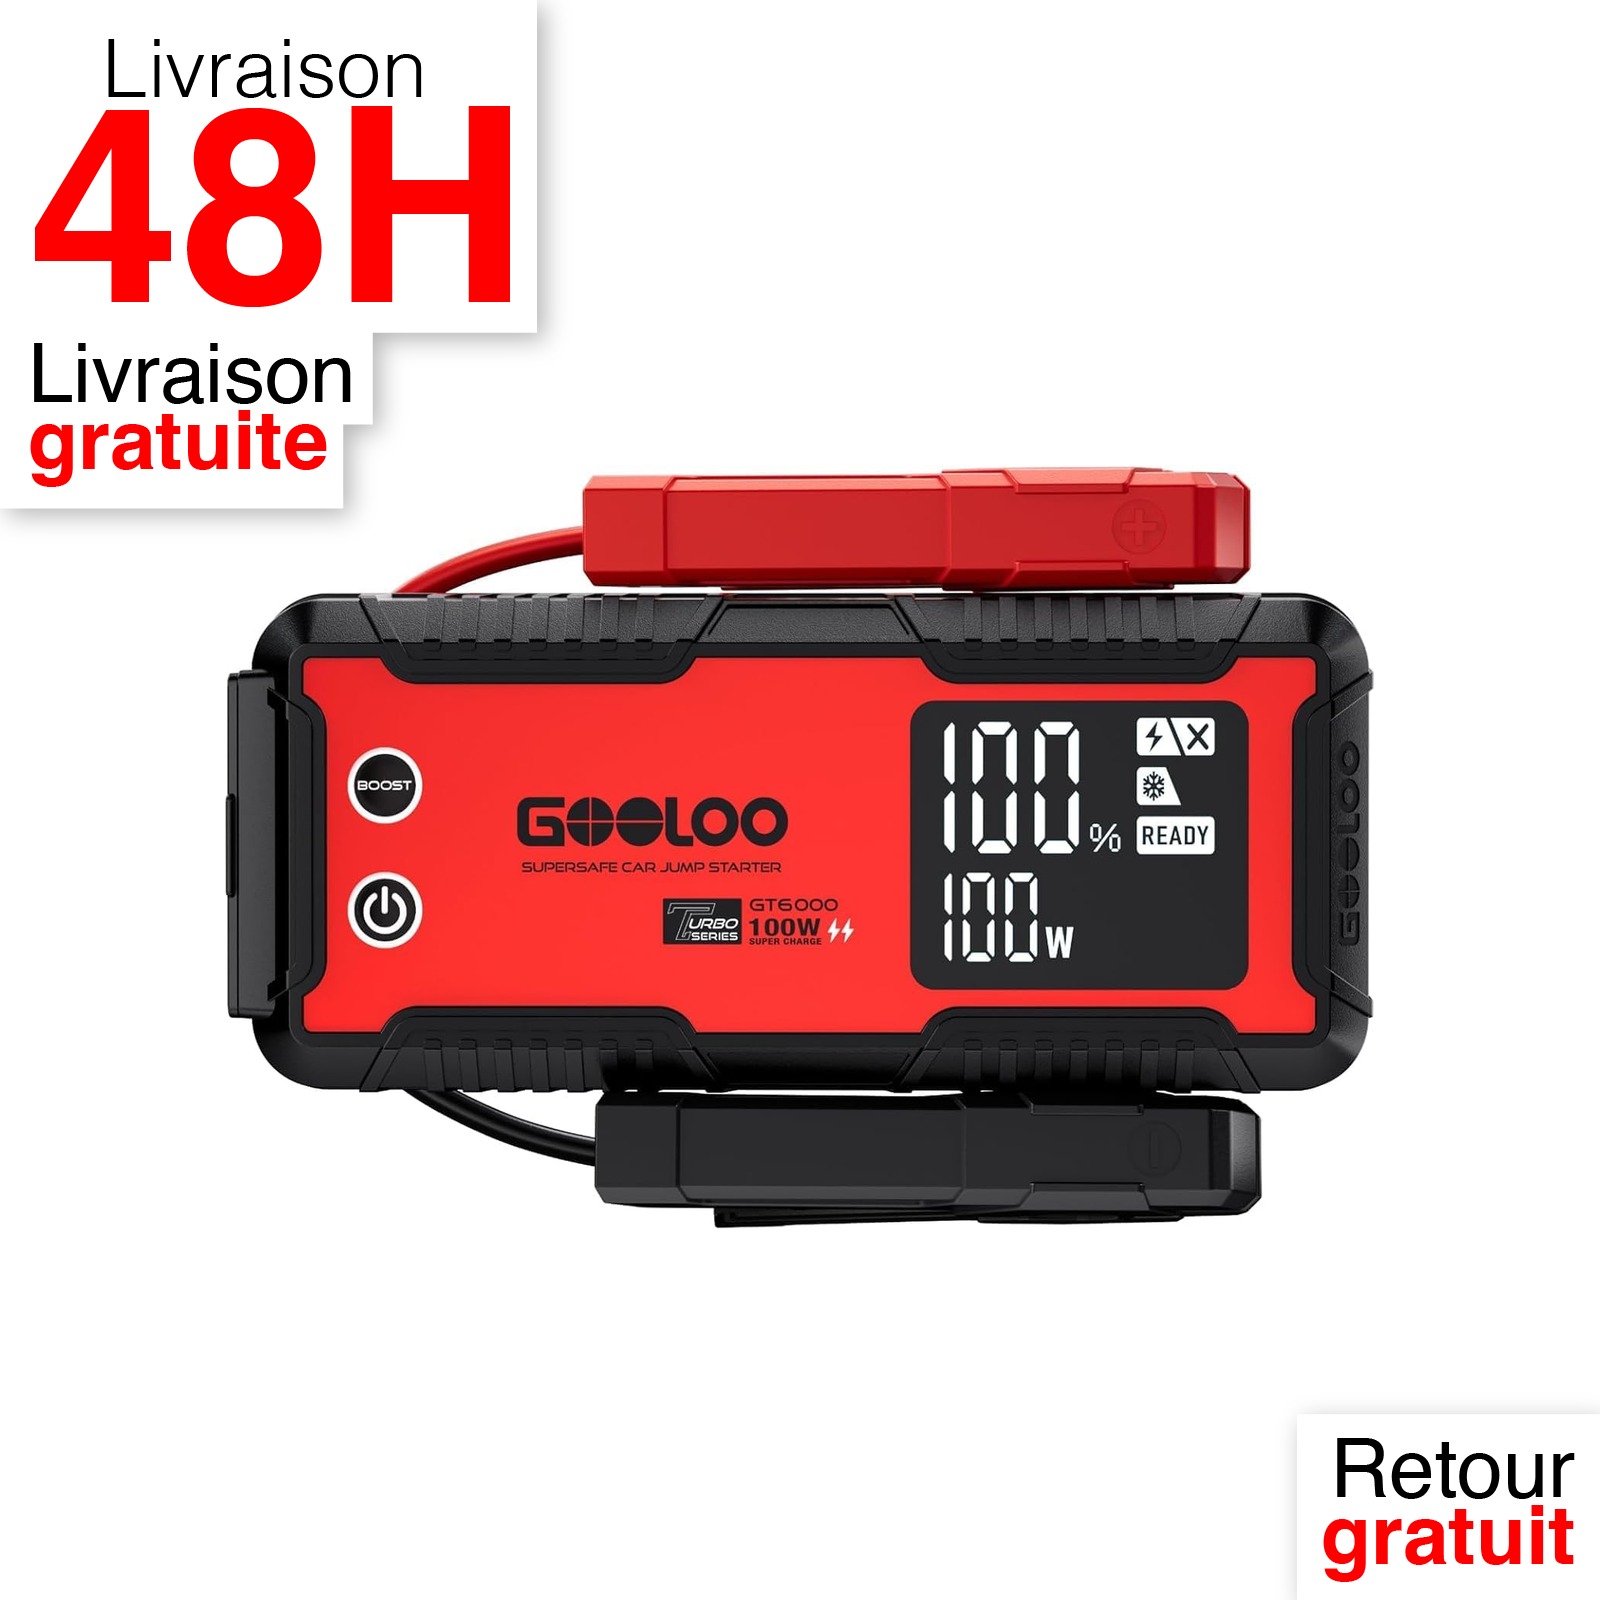 Livraison
48H
Livraison
gratuite
BOOST
GOOLOO
SUPERSAFE CAR JUMP STARTER
TURBO
SERIES
GT6000
100W
SUPER CHARGE
100%
READY
100W
GOOLOO
Retour
gratuit